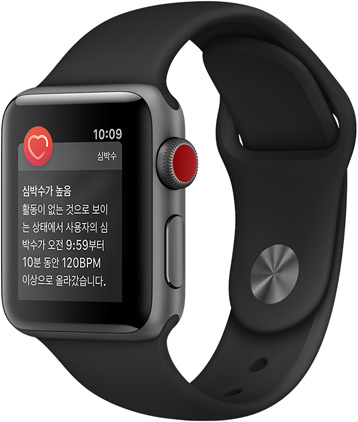 10:09
심박수
심박수가 높음
활동이 없는 것으로 보이
는 상태에서 사용자의 심
박수가 오전 9:59부터
10분 동안 120BPM
이상으로 올라갔습니다.